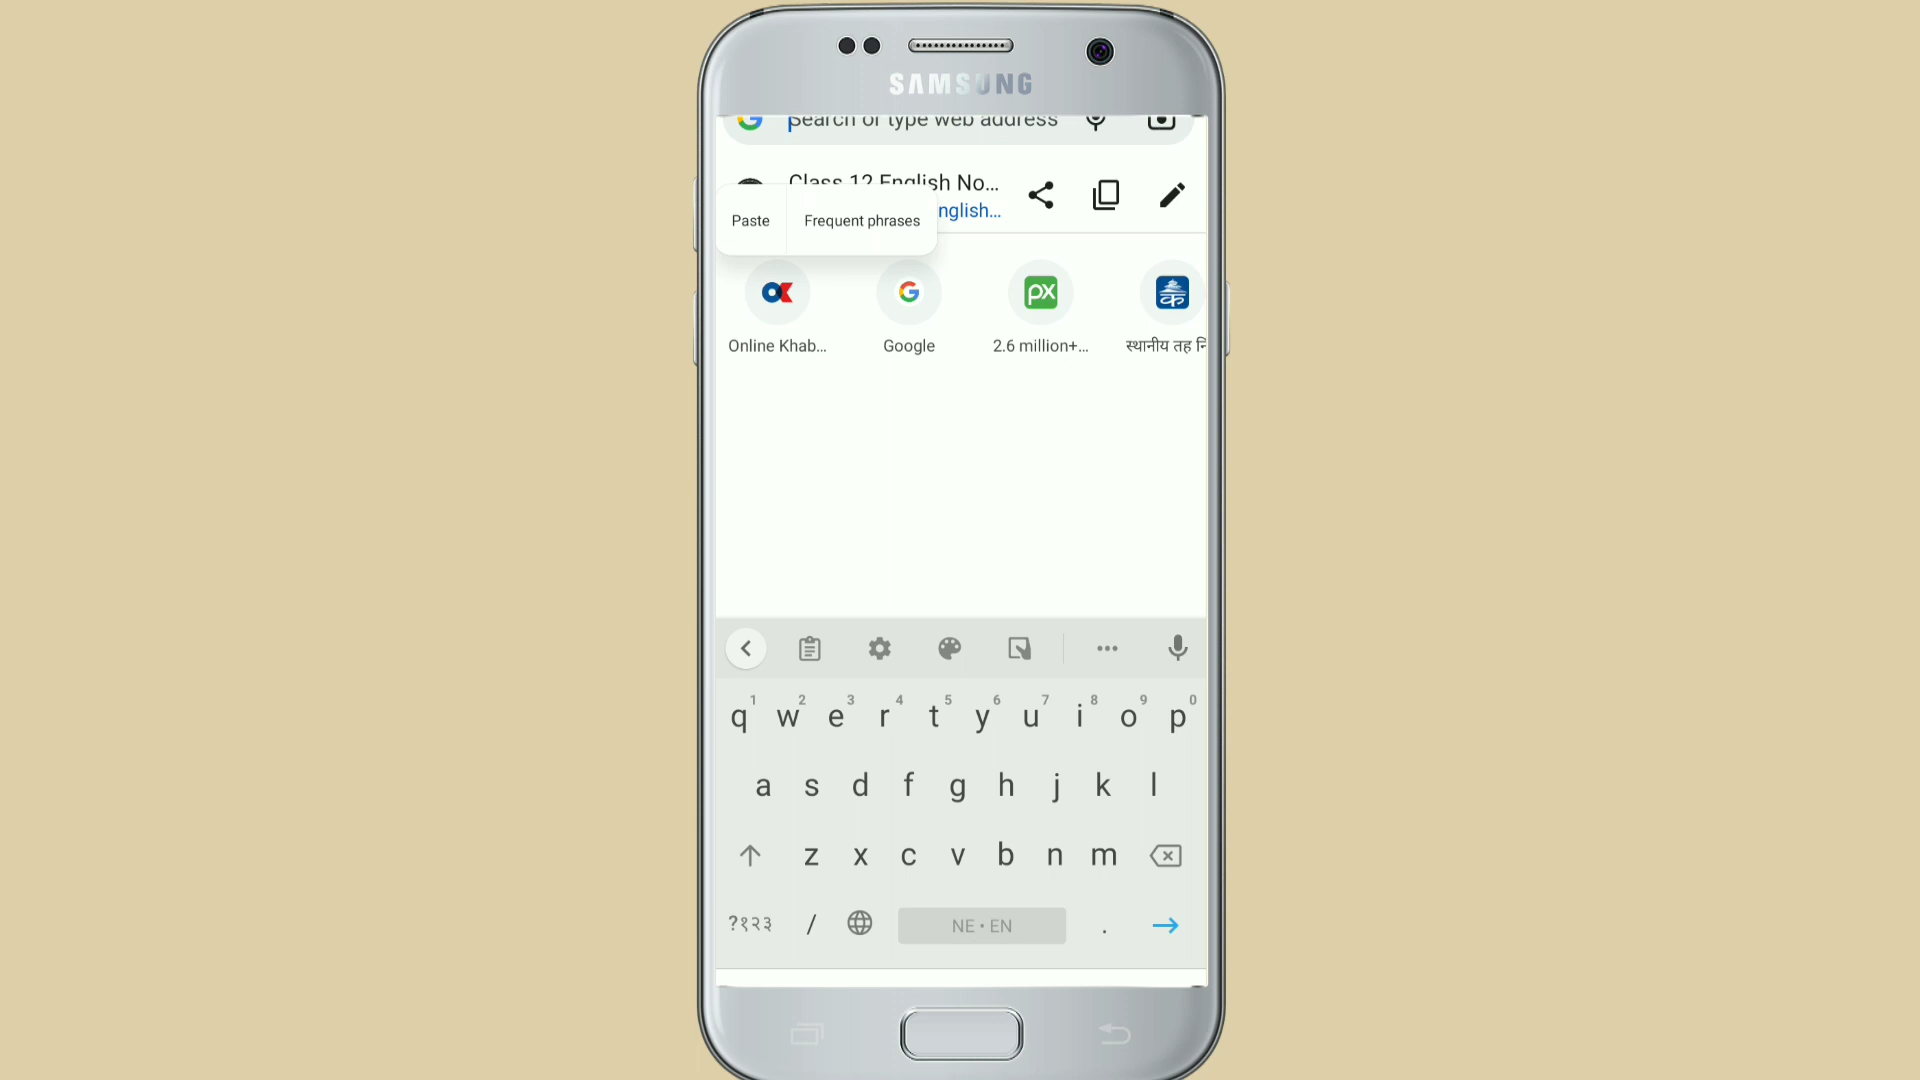 SAMSUNG
Search or type web address
Class 12 English No...
nglish...
Paste Frequent phrases
Online Khab... Google 2.6 million+... स्थानीय तह नि
1 2 3 4 5 6 7 8 9 0
q w e r t y u i o p
a s d f g h j k l
z x c v b n m
?१२३ / NE • EN .